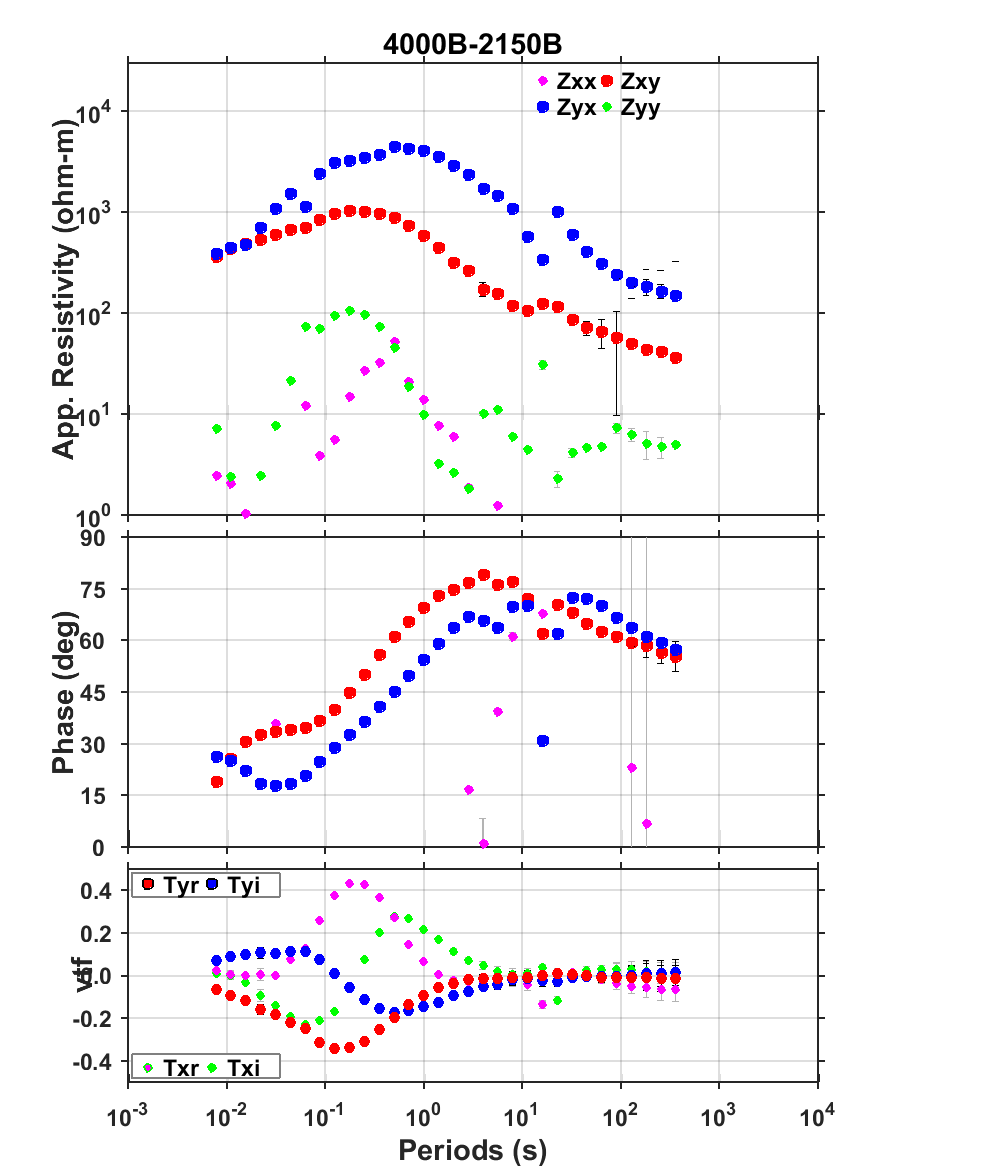 4000B-2150B
Zxx Zxy
Zyx Zyy
10^4
10^3
10^2
10^1
10^0
App. Resistivity (ohm-m)
90
75
60
45
30
15
0
Phase (deg)
Tyr Tyi
0.4
0.2
0.0
-0.2
-0.4
vtf
Txr Txi
10^-3 10^-2 10^-1 10^0 10^1 10^2 10^3 10^4
Periods (s)